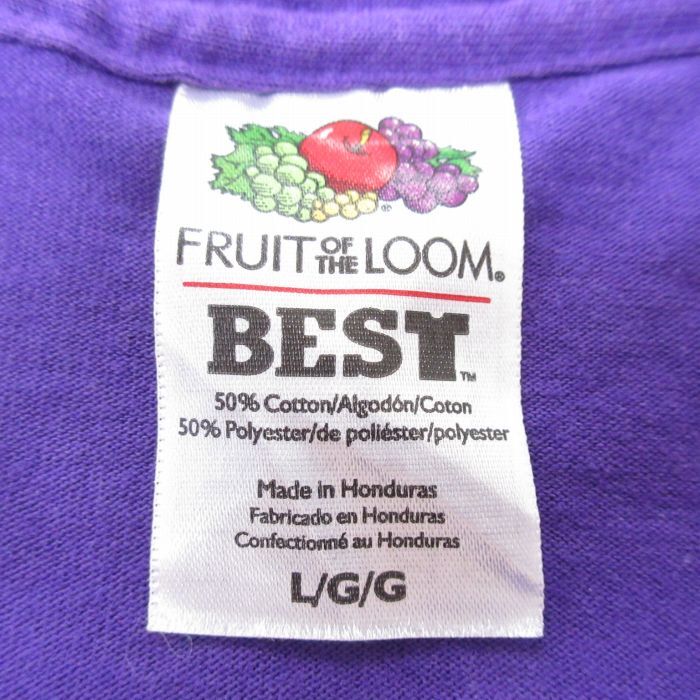 FRUIT OF THE LOOM®
BEST™
50% Cotton/Algodón/Coton
50% Polyester/de poliéster/polyester
Made in Honduras
Fabricado en Honduras
Confectionné au Honduras
L/G/G